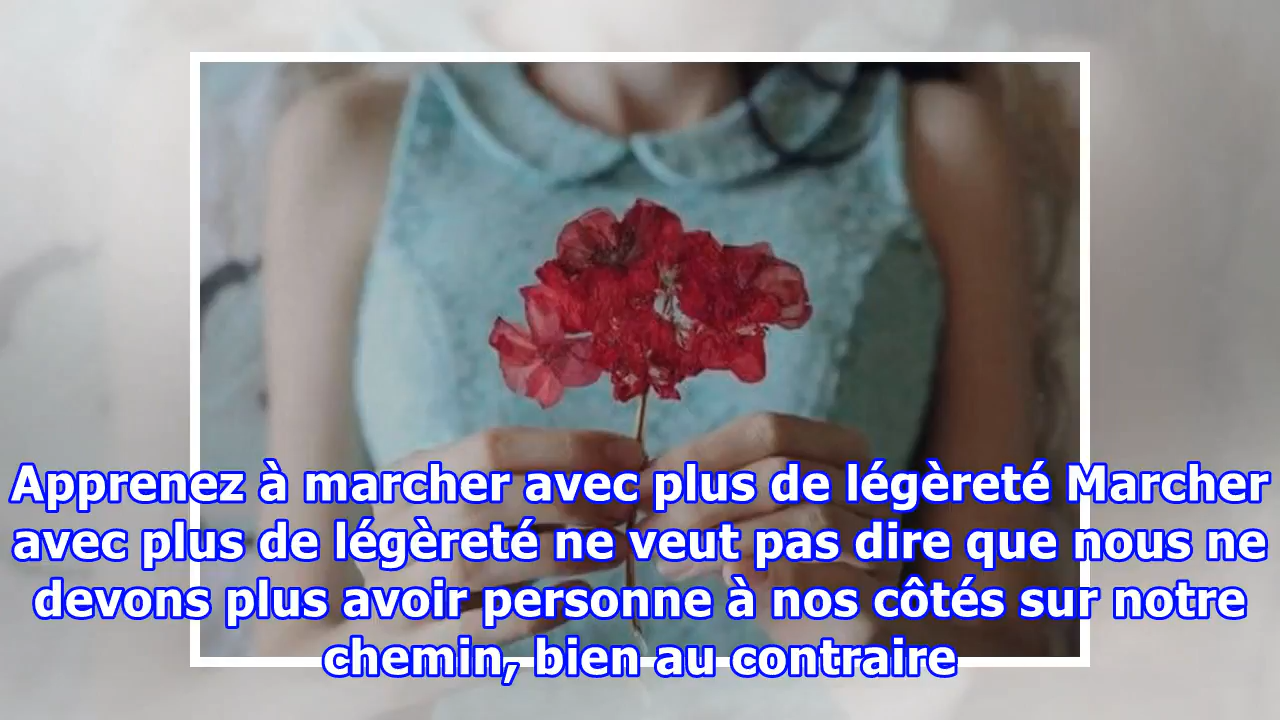 Apprenez à marcher avec plus de légèreté Marcher
avec plus de légèreté ne veut pas dire que nous ne
devons plus avoir personne à nos côtés sur notre
chemin, bien au contraire